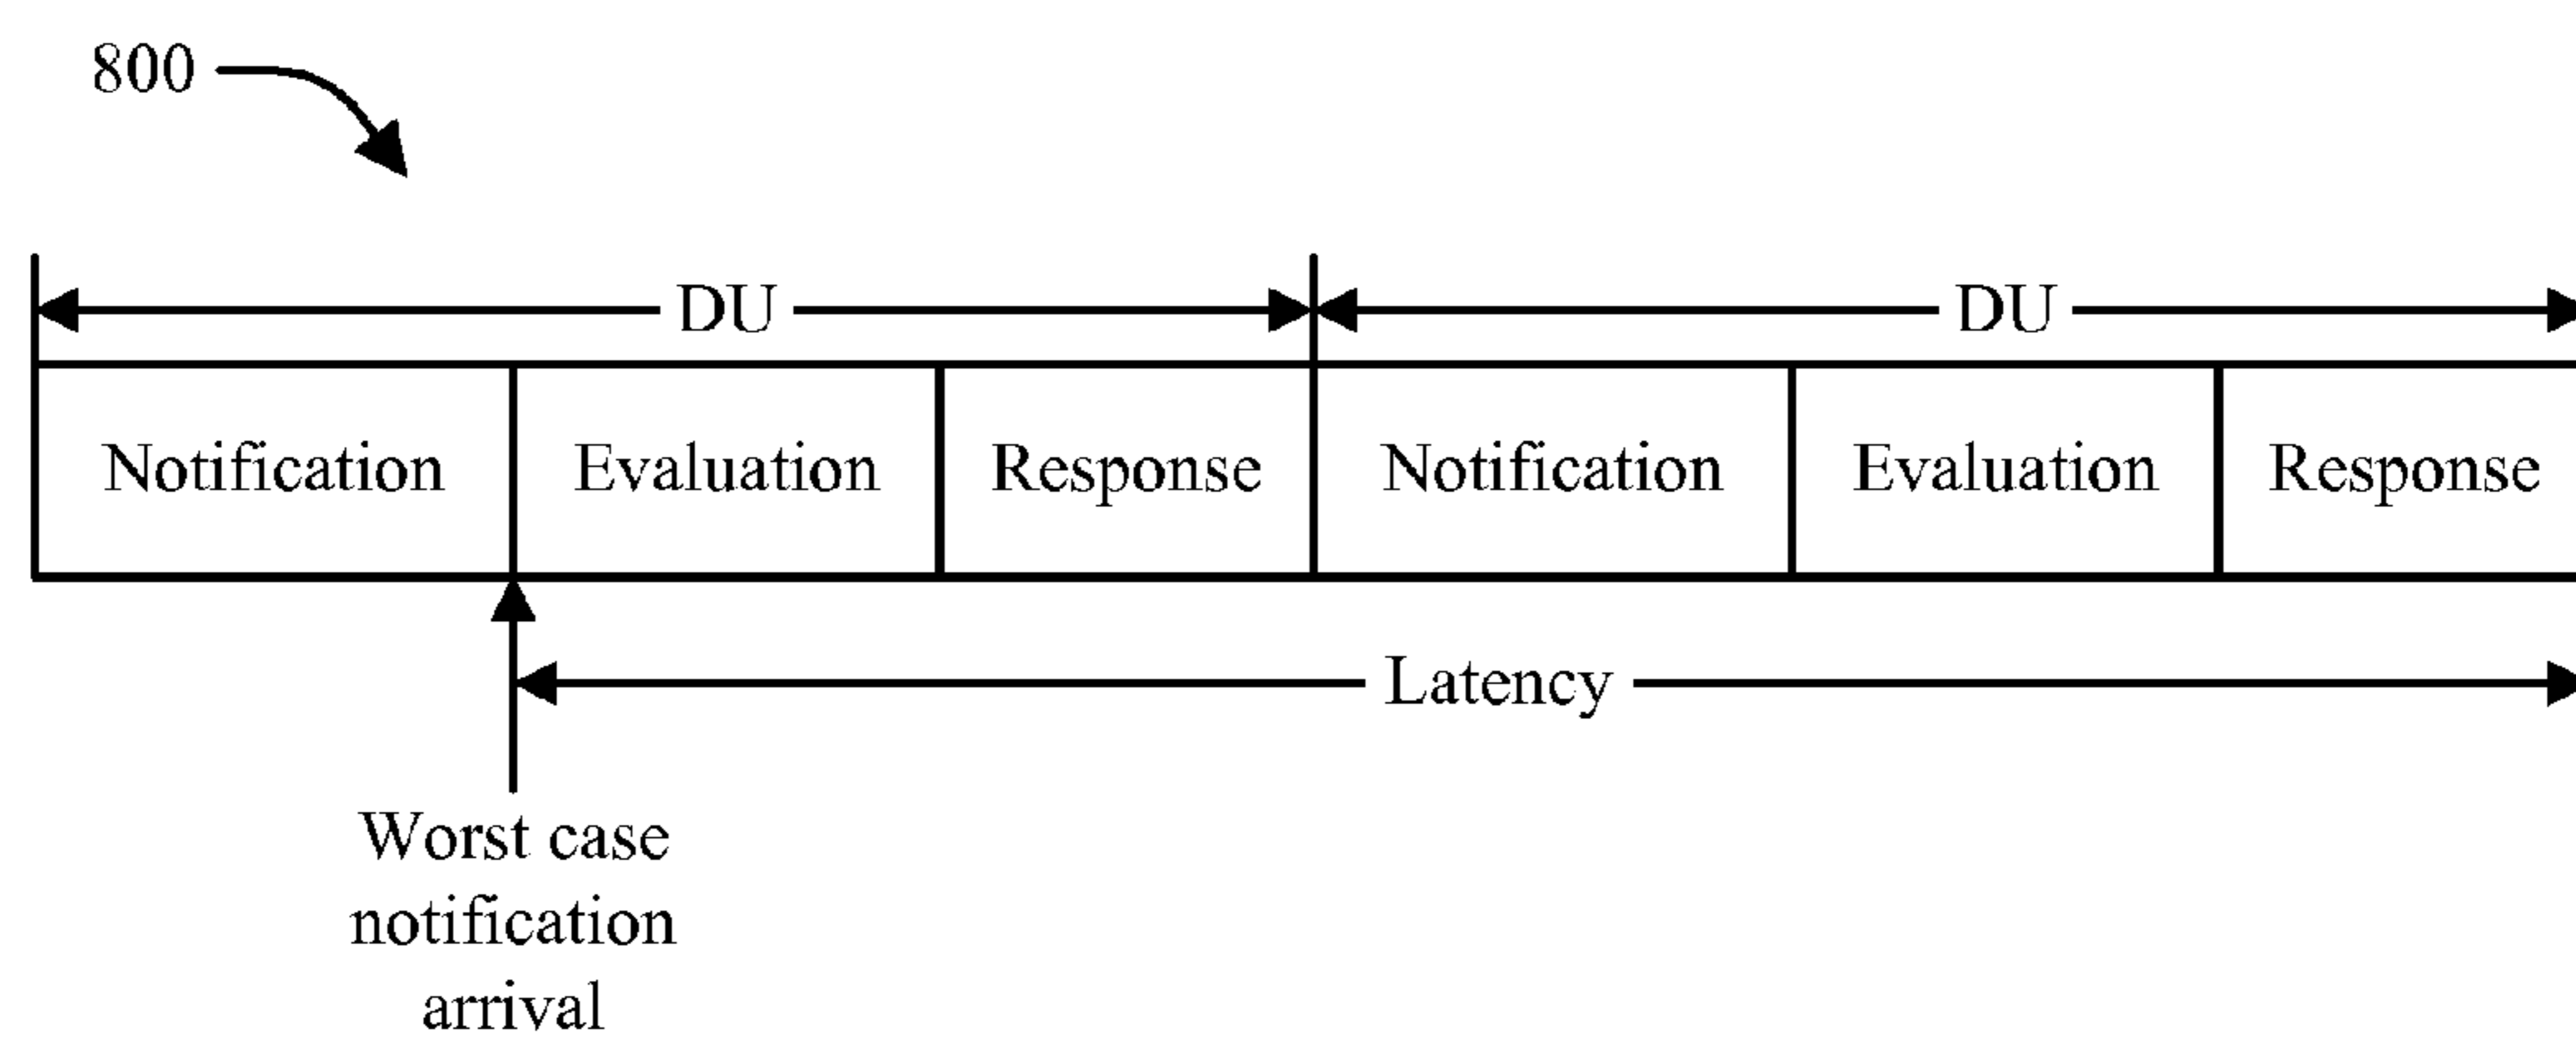 800
DU DU
Notification Evaluation Response Notification Evaluation Response
Latency
Worst case
notification
arrival